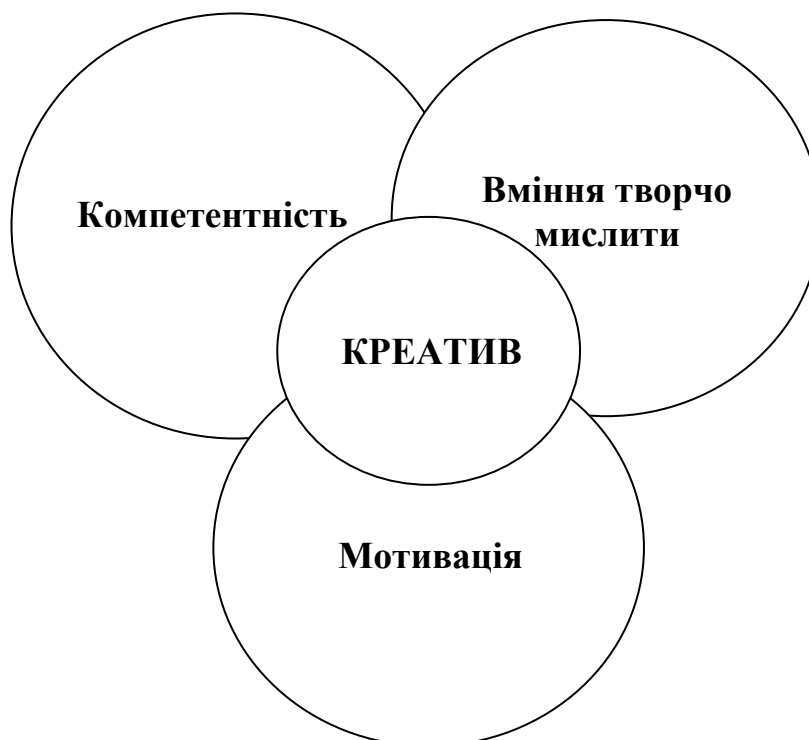 Компетентність
Вміння творчо
мислити
КРЕАТИВ
Мотивація